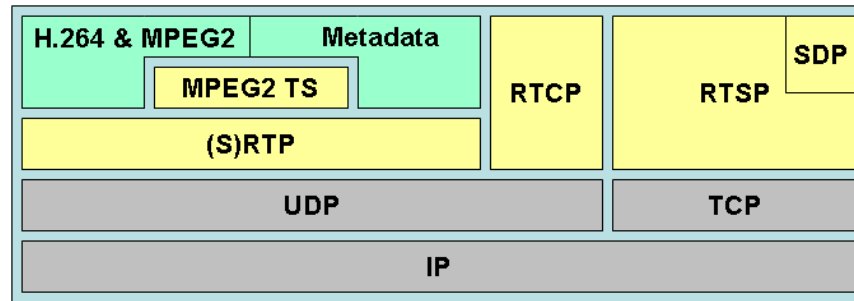 H.264 & MPEG2
Metadata
MPEG2 TS
(S)RTP
RTCP
RTSP
SDP
UDP
TCP
IP